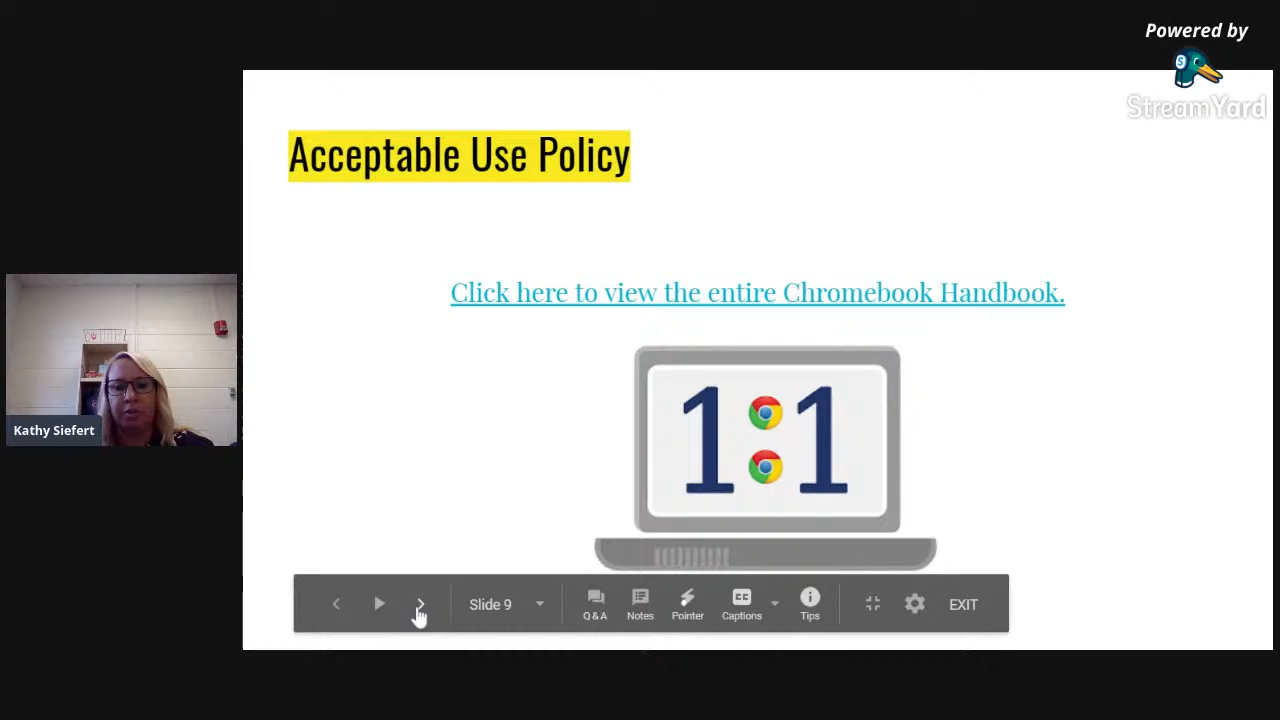 Powered by
StreamYard
Acceptable Use Policy
Click here to view the entire Chromebook Handbook.
1 1
Kathy Siefert
Slide 9
Q & A
Notes
Pointer
CC
Captions
Tips
EXIT